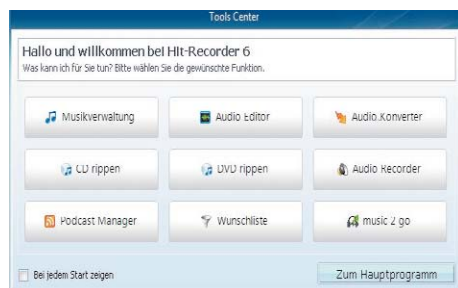 Tools Center
Hallo und willkommen bei Hit-Recorder 6
Was kann ich für Sie tun? Bitte wählen Sie die gewünschte Funktion.
Musikverwaltung
Audio Editor
Audio Konverter
CD rippen
DVD rippen
Audio Recorder
Podcast Manager
Wunschliste
music 2 go
Bei jedem Start zeigen
Zum Hauptprogramm